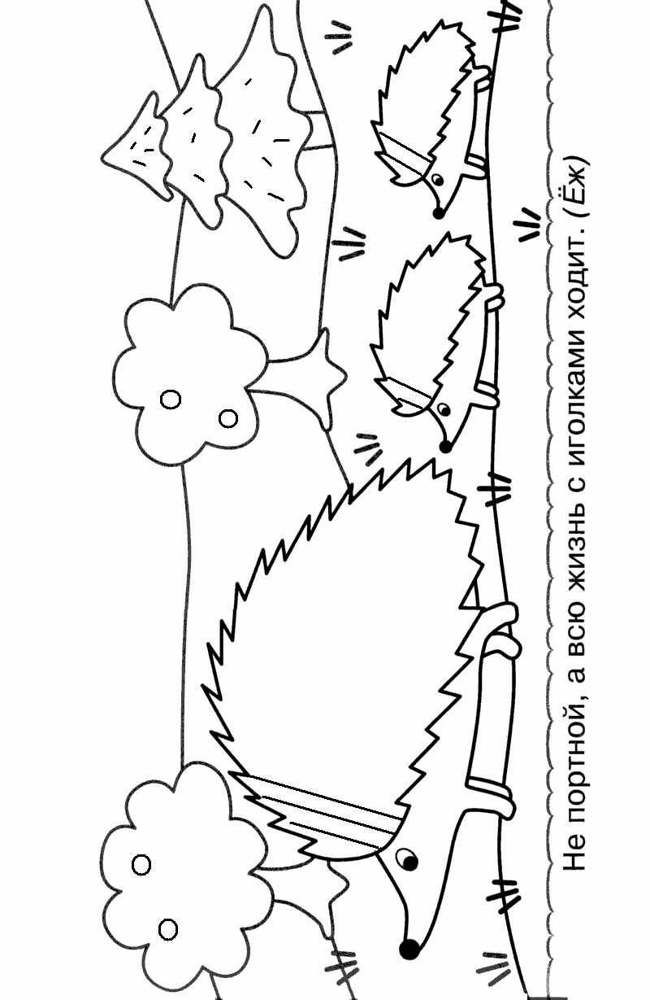 Не портной, а всю жизнь с иголками ходит. (Ёж)